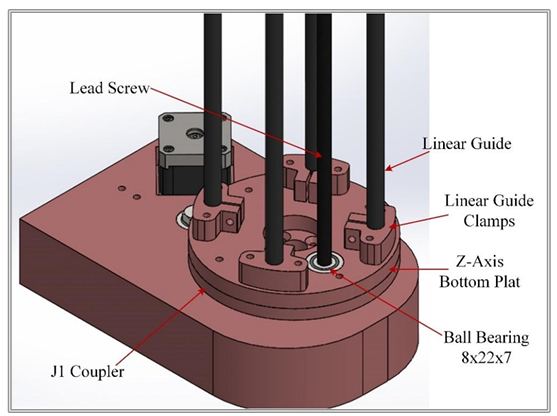 Lead Screw
Linear Guide
Linear Guide
Clamps
Z-Axis
Bottom Plat
Ball Bearing
8x22x7
J1 Coupler